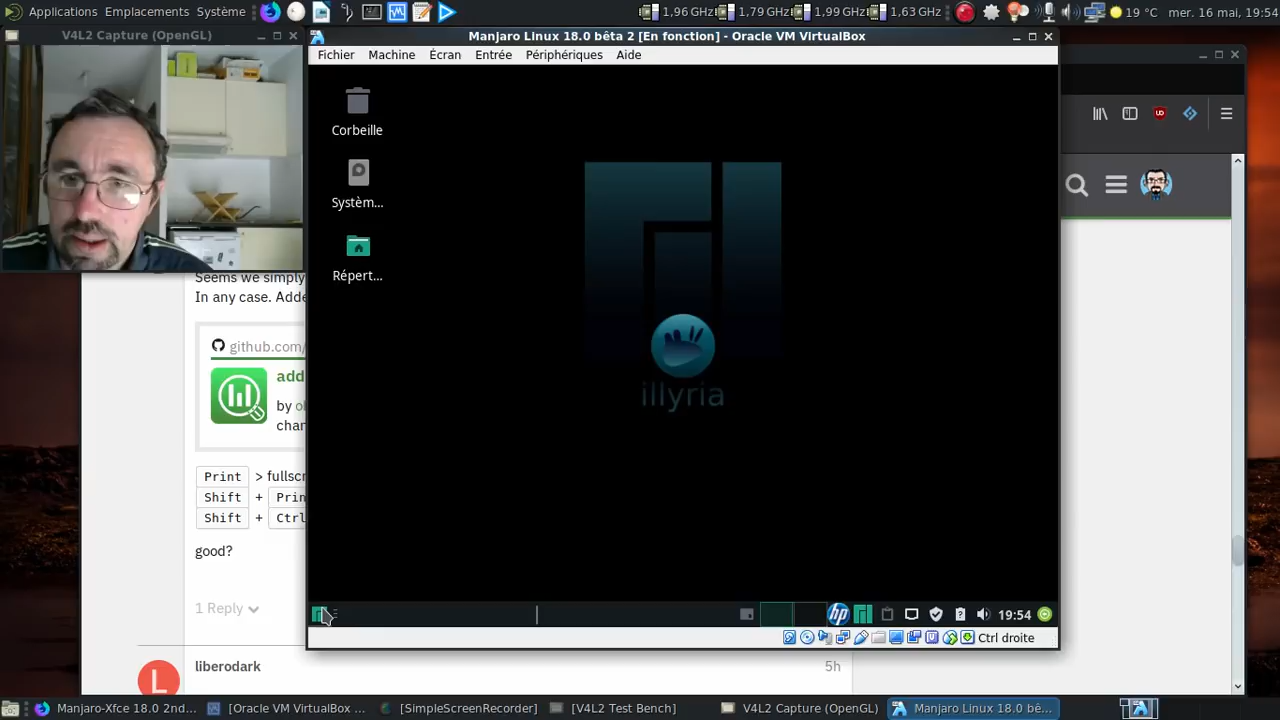 Applications Emplacements Système
1,96 GHz 1,79 GHz 1,99 GHz 1,63 GHz 19 °C mer. 16 mai, 19:54
V4L2 Capture (OpenGL)
Manjaro Linux 18.0 bêta 2 [En fonction] - Oracle VM VirtualBox
Fichier Machine Écran Entrée Périphériques Aide
Corbeille
Systèm...
Répert...
illyria
Seems we simply
In any case. Adde
github.com/
add
by o
chan
Print > fullscr
Shift + Prin
Shift + Ctrl
good?
1 Reply
liberodark 5h
L
hp 19:54
Ctrl droite
Manjaro-Xfce 18.0 2nd... [Oracle VM VirtualBox ... [SimpleScreenRecorder] [V4L2 Test Bench] V4L2 Capture (OpenGL) Manjaro Linux 18.0 bê...